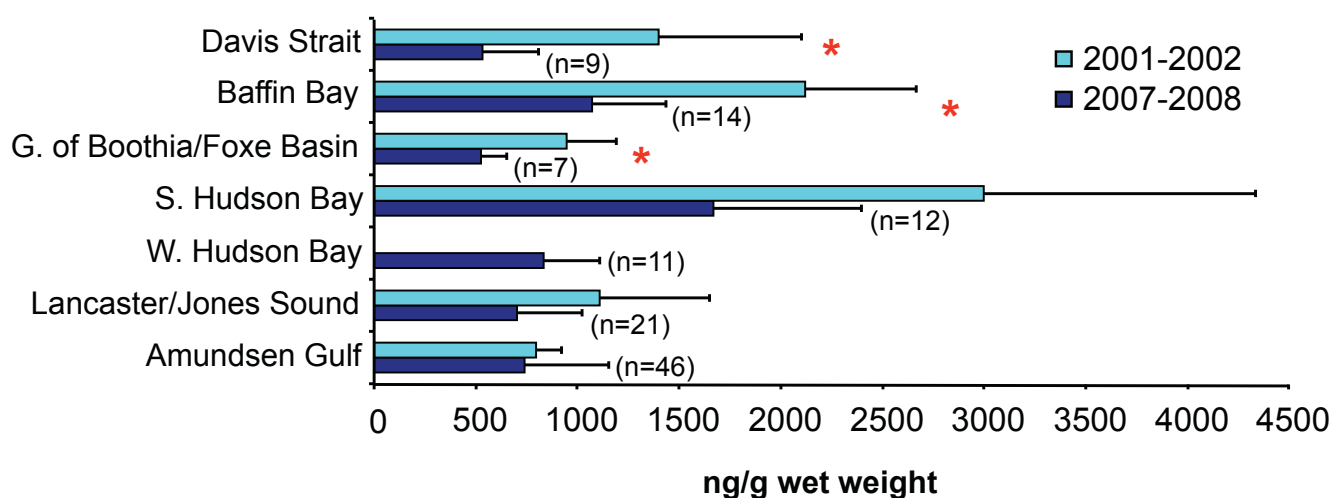 Davis Strait
(n=9)
*
2001-2002
Baffin Bay
(n=14)
*
2007-2008
G. of Boothia/Foxe Basin
(n=7)
*
S. Hudson Bay
(n=12)
W. Hudson Bay
(n=11)
Lancaster/Jones Sound
(n=21)
Amundsen Gulf
(n=46)
0 500 1000 1500 2000 2500 3000 3500 4000 4500
ng/g wet weight